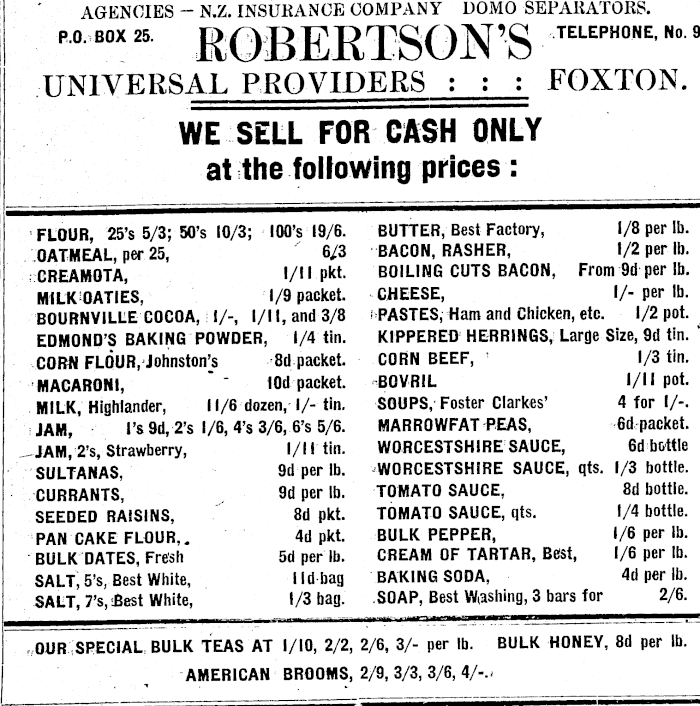 AGENCIES — N.Z. INSURANCE COMPANY DOMO SEPARATORS.
P.O. BOX 25. ROBERTSON'S TELEPHONE, No. 9
UNIVERSAL PROVIDERS : : : FOXTON.
WE SELL FOR CASH ONLY
at the following prices :
FLOUR, 25's 5/3; 50's 10/3; 100's 19/6.
OATMEAL, per 25, 6/3
CREAMOTA, 1/11 pkt.
MILK OATIES, 1/9 packet.
BOURNVILLE COCOA, 1/-, 1/11, and 3/8
EDMOND'S BAKING POWDER, 1/4 tin.
CORN FLOUR, Johnston's 8d packet.
MACARONI, 10d packet.
MILK, Highlander, 11/6 dozen, 1/- tin.
JAM, 1's 9d, 2's 1/6, 4's 3/6, 6's 5/6.
JAM, 2's, Strawberry, 1/11 tin.
SULTANAS, 9d per lb.
CURRANTS, 9d per lb.
SEEDED RAISINS, 8d pkt.
PAN CAKE FLOUR, 4d pkt.
BULK DATES, Fresh 5d per lb.
SALT, 5's, Best White, 11d bag
SALT, 7's, Best White, 1/3 bag.
BUTTER, Best Factory, 1/8 per lb.
BACON, RASHER, 1/2 per lb.
BOILING CUTS BACON, From 9d per lb.
CHEESE, 1/- per lb.
PASTES, Ham and Chicken, etc. 1/2 pot.
KIPPERED HERRINGS, Large Size, 9d tin.
CORN BEEF, 1/3 tin.
BOVRIL 1/11 pot.
SOUPS, Foster Clarkes' 4 for 1/-.
MARROWFAT PEAS, 6d packet.
WORCESTSHIRE SAUCE, 6d bottle
WORCESTSHIRE SAUCE, qts. 1/3 bottle.
TOMATO SAUCE, 8d bottle.
TOMATO SAUCE, qts. 1/4 bottle.
BULK PEPPER, 1/6 per lb.
CREAM OF TARTAR, Best, 1/6 per lb.
BAKING SODA, 4d per lb.
SOAP, Best Washing, 3 bars for 2/6.
OUR SPECIAL BULK TEAS AT 1/10, 2/2, 2/6, 3/- per lb. BULK HONEY, 8d per lb.
AMERICAN BROOMS, 2/9, 3/3, 3/6, 4/-.